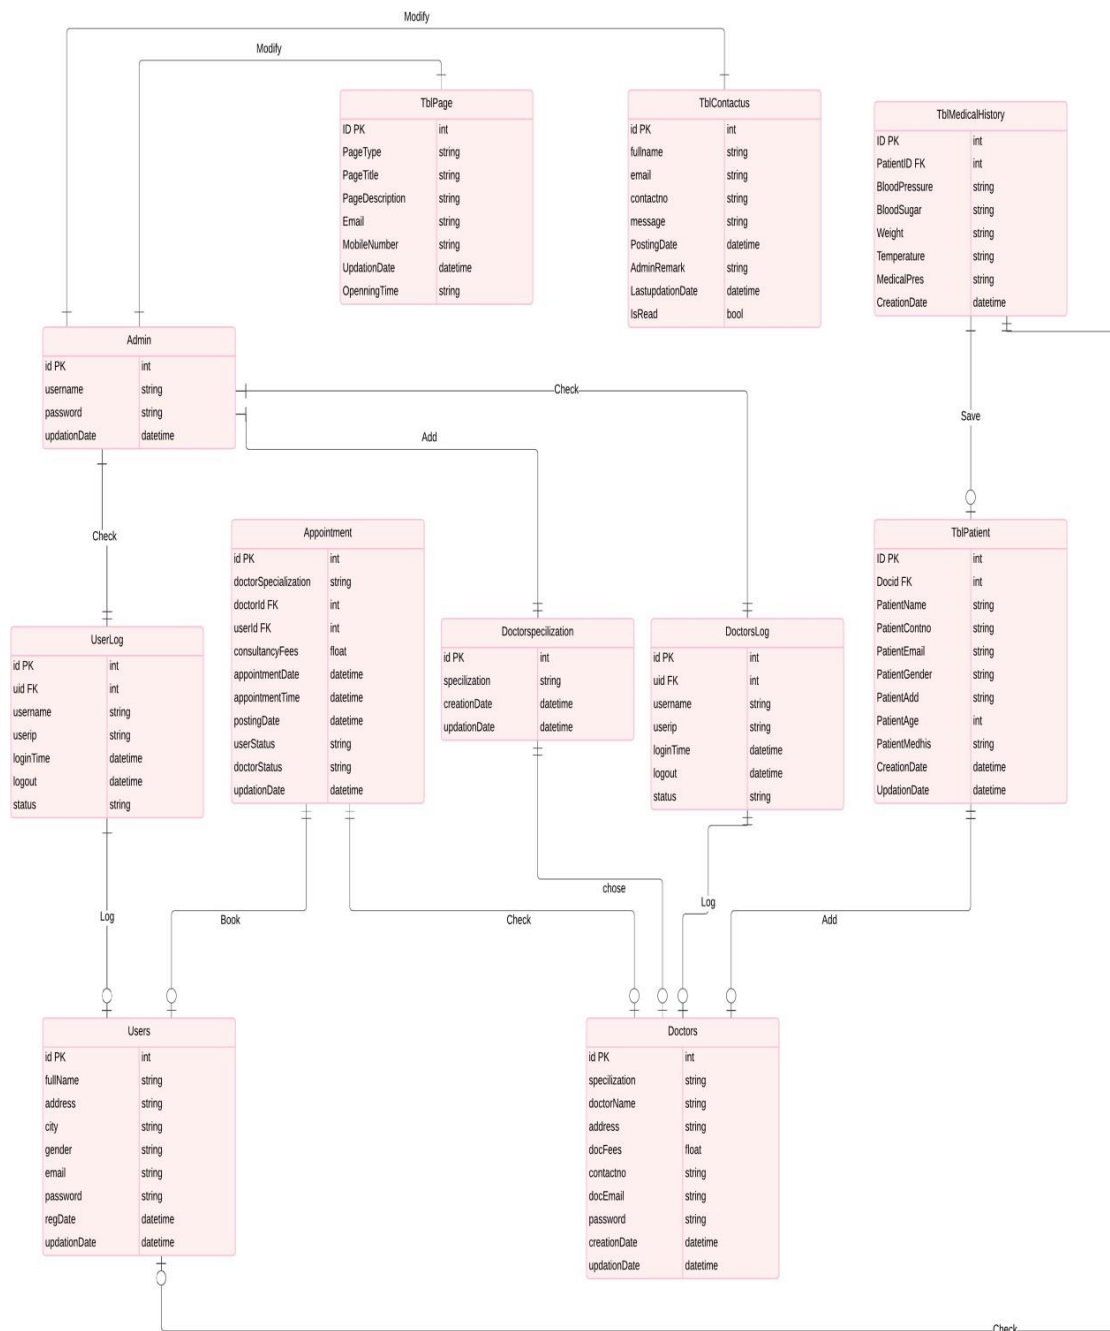 Modify
Modify
TblPage
ID PK int
PageType string
PageTitle string
PageDescription string
Email string
MobileNumber string
UpdationDate datetime
OpenningTime string
TblContactus
id PK int
fullname string
email string
contactno string
message string
PostingDate datetime
AdminRemark string
LastupdationDate datetime
IsRead bool
TblMedicalHistory
ID PK int
PatientID FK int
BloodPressure string
BloodSugar string
Weight string
Temperature string
MedicalPres string
CreationDate datetime
Admin
id PK int
username string
password string
updationDate datetime
Check
Add
Save
Check
Appointment
id PK int
doctorSpecialization string
doctorId FK int
userId FK int
consultancyFees float
appointmentDate datetime
appointmentTime datetime
postingDate datetime
userStatus string
doctorStatus string
updationDate datetime
TblPatient
ID PK int
Docid FK int
PatientName string
PatientContno string
PatientEmail string
PatientGender string
PatientAdd string
PatientAge int
PatientMedhis string
CreationDate datetime
UpdationDate datetime
UserLog
id PK int
uid FK int
username string
userip string
loginTime datetime
logout datetime
status string
Doctorspecilization
id PK int
specilization string
creationDate datetime
updationDate datetime
DoctorsLog
id PK int
uid FK int
username string
userip string
loginTime datetime
logout datetime
status string
chose
Log
Log
Book
Check
Add
Users
id PK int
fullName string
address string
city string
gender string
email string
password string
regDate datetime
updationDate datetime
Doctors
id PK int
specilization string
doctorName string
address string
docFees float
contactno string
docEmail string
password string
creationDate datetime
updationDate datetime
Check